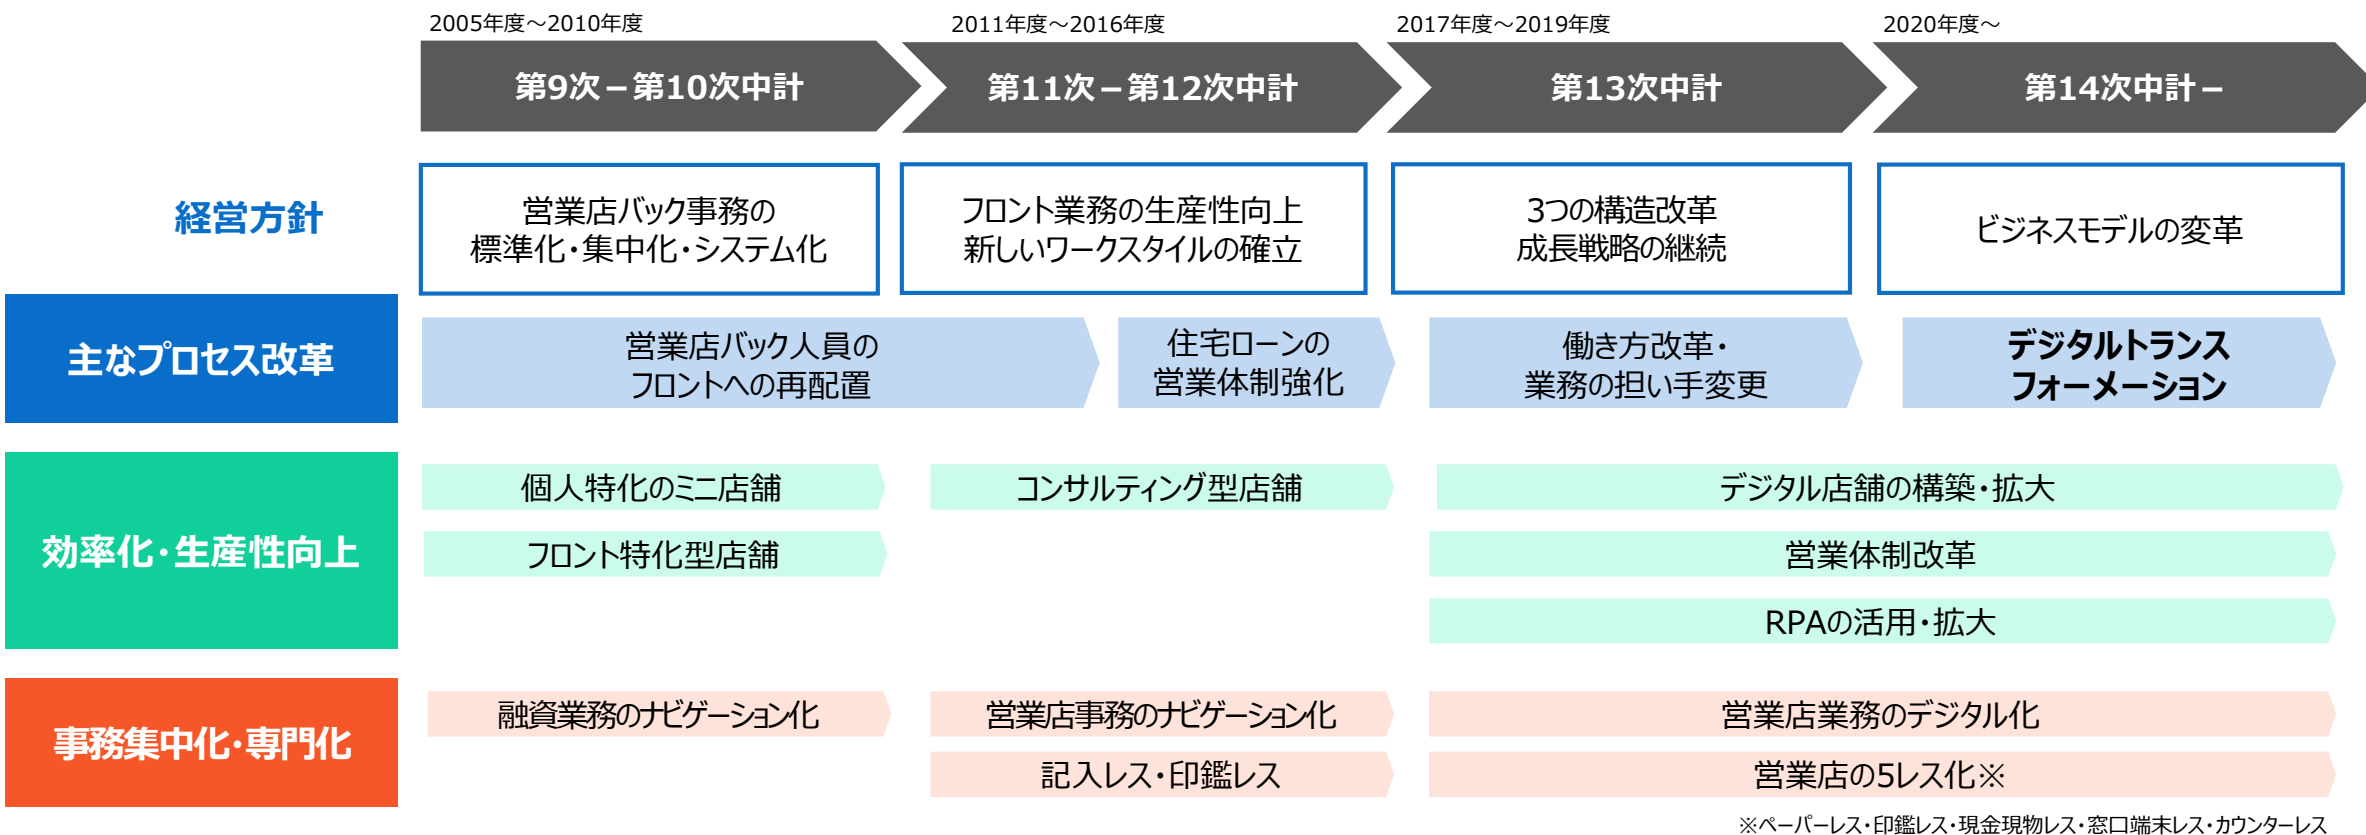 2005年度～2010年度
2011年度～2016年度
2017年度～2019年度
2020年度～
第9次－第10次中計
第11次－第12次中計
第13次中計
第14次中計－
経営方針
営業店バック事務の
標準化・集中化・システム化
フロント業務の生産性向上
新しいワークスタイルの確立
3つの構造改革
成長戦略の継続
ビジネスモデルの変革
主なプロセス改革
営業店バック人員の
フロントへの再配置
住宅ローンの
営業体制強化
働き方改革・
業務の担い手変更
デジタルトランス
フォーメーション
効率化・生産性向上
個人特化のミニ店舗
コンサルティング型店舗
デジタル店舗の構築・拡大
フロント特化型店舗
営業体制改革
RPAの活用・拡大
事務集中化・専門化
融資業務のナビゲーション化
営業店事務のナビゲーション化
営業店業務のデジタル化
記入レス・印鑑レス
営業店の5レス化※
※ペーパーレス・印鑑レス・現金現物レス・窓口端末レス・カウンターレス